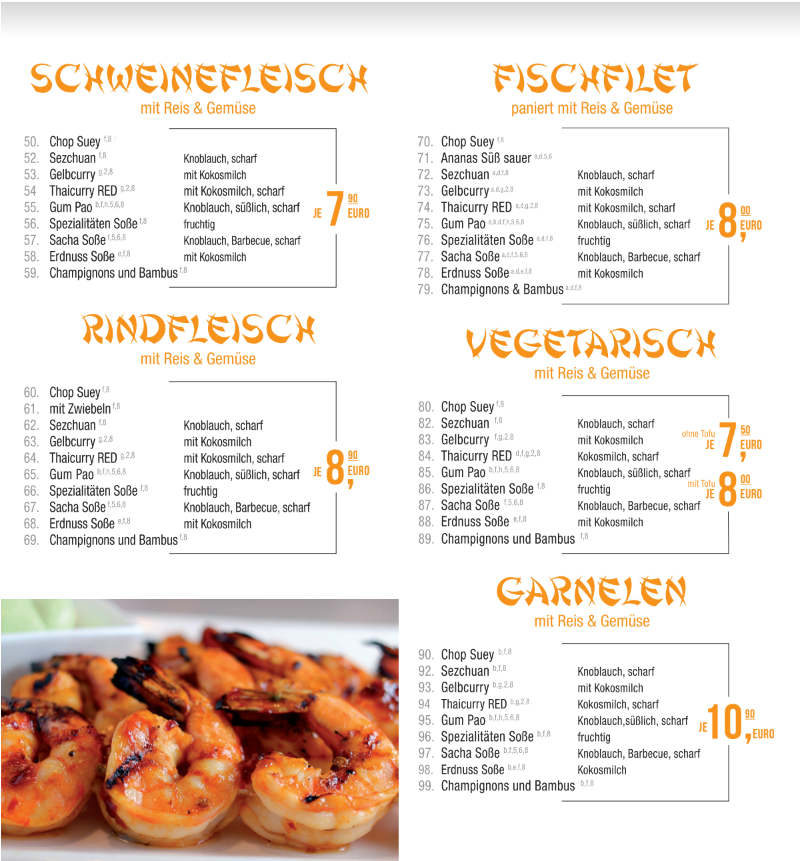 SCHWEINEFLEISCH
mit Reis & Gemüse
50. Chop Suey f,8
52. Sezchuan f,8 Knoblauch, scharf
53. Gelbcurry g,2,8 mit Kokosmilch
54 Thaicurry RED g,2,8 mit Kokosmilch, scharf
55. Gum Pao b,f,h,5,6,8 Knoblauch, süßlich, scharf
56. Spezialitäten Soße f,8 fruchtig
57. Sacha Soße f,5,6,8 Knoblauch, Barbecue, scharf
58. Erdnuss Soße e,f,8 mit Kokosmilch
59. Champignons und Bambus f,8
JE 7,90 EURO
RINDFLEISCH
mit Reis & Gemüse
60. Chop Suey f,8
61. mit Zwiebeln f,8
62. Sezchuan f,8 Knoblauch, scharf
63. Gelbcurry g,2,8 mit Kokosmilch
64. Thaicurry RED g,2,8 mit Kokosmilch, scharf
65. Gum Pao b,f,h,5,6,8 Knoblauch, süßlich, scharf
66. Spezialitäten Soße f,8 fruchtig
67. Sacha Soße f,5,6,8 Knoblauch, Barbecue, scharf
68. Erdnuss Soße e,f,8 mit Kokosmilch
69. Champignons und Bambus f,8
JE 8,90 EURO
FISCHFILET
paniert mit Reis & Gemüse
70. Chop Suey
71. Ananas Süß sauer a,d,5,6
72. Sezchuan a,d,f,8 Knoblauch, scharf
73. Gelbcurry a,d,g,2,8 mit Kokosmilch
74. Thaicurry RED a,d,g,2,8 mit Kokosmilch, scharf
75. Gum Pao Knoblauch, süßlich, scharf
76. Spezialitäten Soße a,d,f,8 fruchtig
77. Sacha Soße a,d,f,5,6,8 Knoblauch, Barbecue, scharf
78. Erdnuss Soße a,d,e,f,8 mit Kokosmilch
79. Champignons & Bambus a,d,f,8
JE 8,00 EURO
VEGETARISCH
mit Reis & Gemüse
80. Chop Suey f,8
82. Sezchuan f,8 Knoblauch, scharf
83. Gelbcurry f,g,2,8 mit Kokosmilch
84. Thaicurry RED d,f,g,2,8 Kokosmilch, scharf
85. Gum Pao b,f,h,5,6,8 Knoblauch, süßlich, scharf
86. Spezialitäten Soße f,8 fruchtig
87. Sacha Soße f,5,6,8 Knoblauch, Barbecue, scharf
88. Erdnuss Soße e,f,8 mit Kokosmilch
89. Champignons und Bambus f,8
ohne Tofu JE 7,50 EURO
mit Tofu JE 8,00 EURO
GARNELEN
mit Reis & Gemüse
90. Chop Suey b,f,8
92. Sezchuan b,f,8 Knoblauch, scharf
93. Gelbcurry b,g,2,8 mit Kokosmilch
94 Thaicurry RED b,g,2,8 Kokosmilch, scharf
95. Gum Pao b,f,h,5,6,8 Knoblauch,süßlich, scharf
96. Spezialitäten Soße b,f,8 fruchtig
97. Sacha Soße b,f,5,6,8 Knoblauch, Barbecue, scharf
98. Erdnuss Soße b,e,f,8 Kokosmilch
99. Champignons und Bambus b,f,8
JE 10,90 EURO